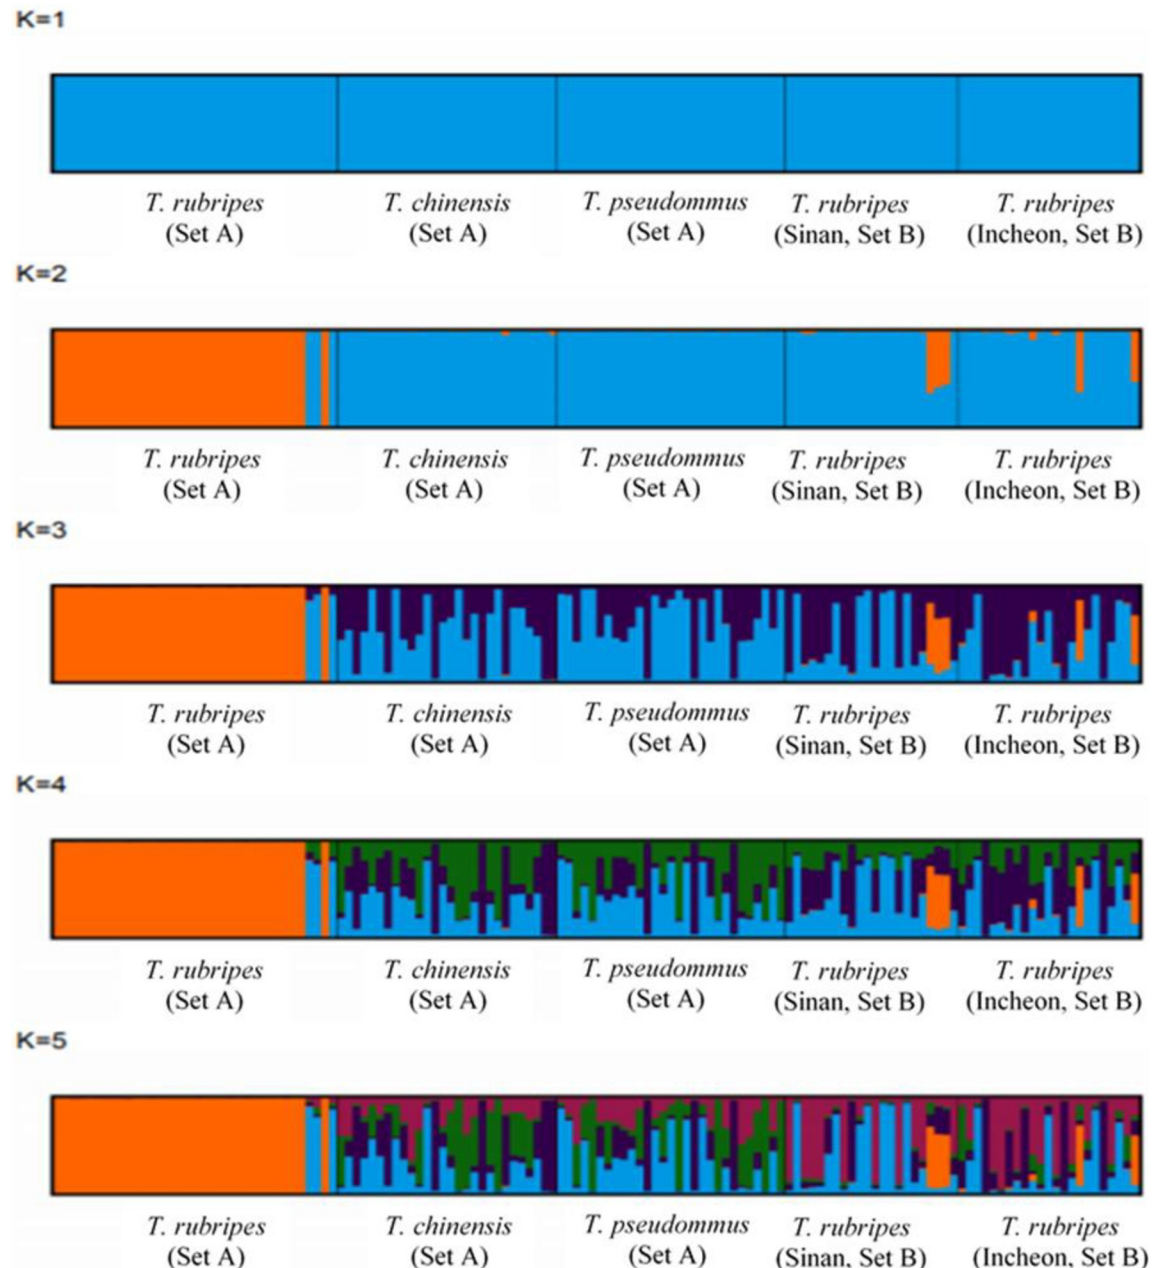 K=1
T. rubripes T. chinensis T. pseudommus T. rubripes T. rubripes
(Set A) (Set A) (Set A) (Sinan, Set B) (Incheon, Set B)
K=2
T. rubripes T. chinensis T. pseudommus T. rubripes T. rubripes
(Set A) (Set A) (Set A) (Sinan, Set B) (Incheon, Set B)
K=3
T. rubripes T. chinensis T. pseudommus T. rubripes T. rubripes
(Set A) (Set A) (Set A) (Sinan, Set B) (Incheon, Set B)
K=4
T. rubripes T. chinensis T. pseudommus T. rubripes T. rubripes
(Set A) (Set A) (Set A) (Sinan, Set B) (Incheon, Set B)
K=5
T. rubripes T. chinensis T. pseudommus T. rubripes T. rubripes
(Set A) (Set A) (Set A) (Sinan, Set B) (Incheon, Set B)